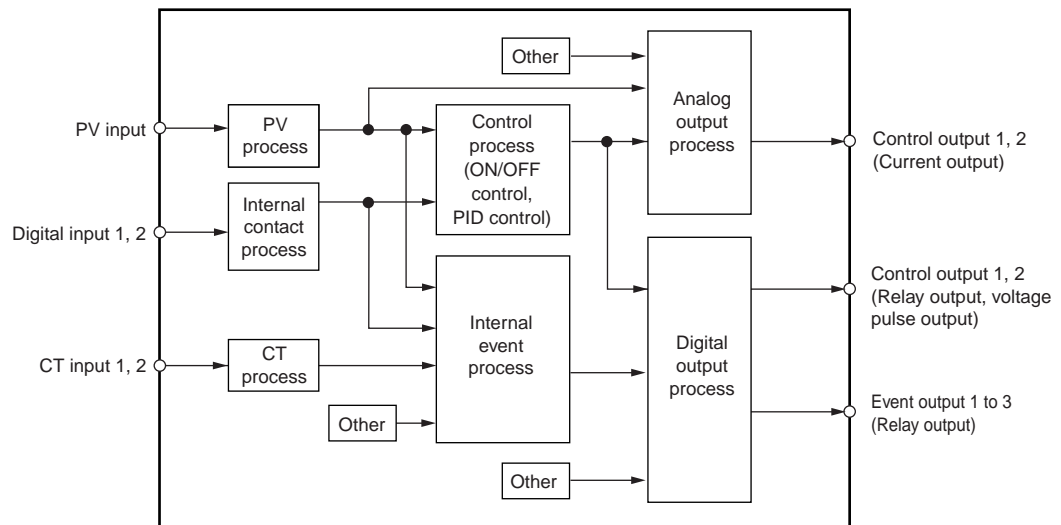 Other
Analog
output
process
PV input
PV
process
Control
process
(ON/OFF
control,
PID control)
Control output 1, 2
(Current output)
Digital input 1, 2
Internal
contact
process
Internal
event
process
Digital
output
process
Control output 1, 2
(Relay output, voltage
pulse output)
CT input 1, 2
CT
process
Other
Event output 1 to 3
(Relay output)
Other